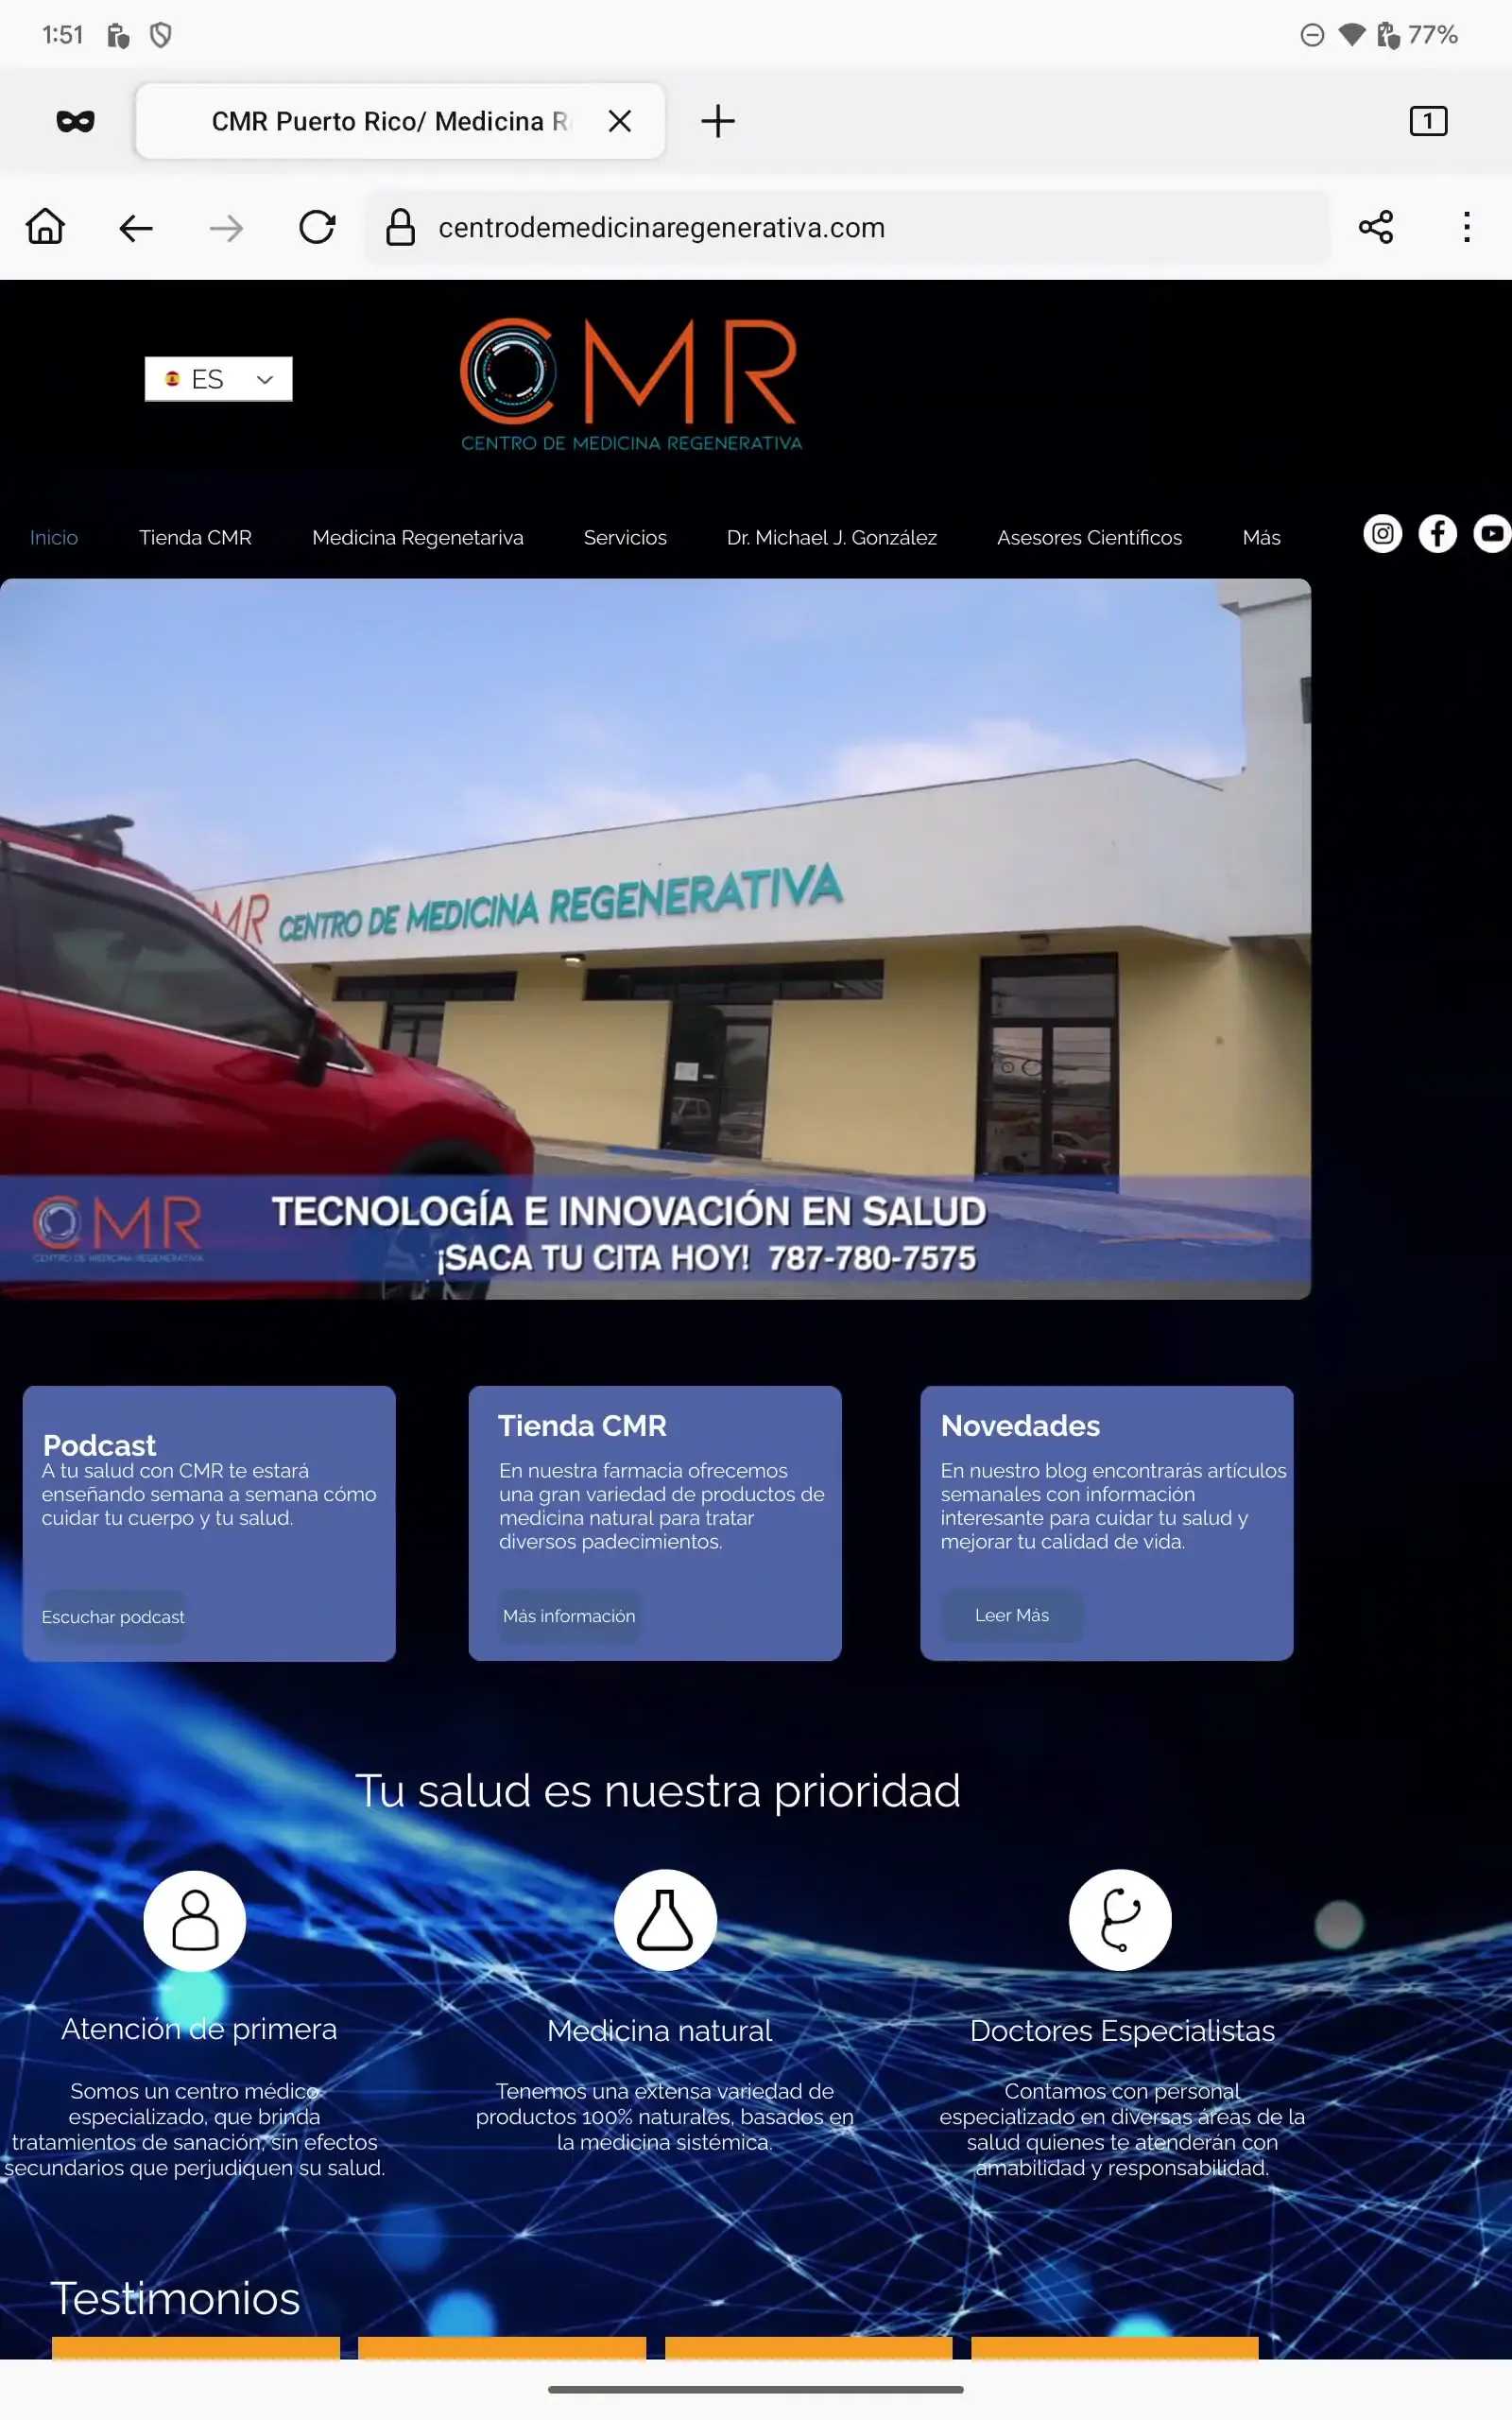 1:51
77%
CMR Puerto Rico/ Medicina R
1
centrodemedicinaregenerativa.com
ES
CMR
CENTRO DE MEDICINA REGENERATIVA
Inicio
Tienda CMR
Medicina Regenetariva
Servicios
Dr. Michael J. González
Asesores Científicos
Más
MR CENTRO DE MEDICINA REGENERATIVA
CMR
CENTRO DE MEDICINA REGENERATIVA
TECNOLOGÍA E INNOVACIÓN EN SALUD
¡SACA TU CITA HOY! 787-780-7575
Podcast
A tu salud con CMR te estará
enseñando semana a semana cómo
cuidar tu cuerpo y tu salud.
Escuchar podcast
Tienda CMR
En nuestra farmacia ofrecemos
una gran variedad de productos de
medicina natural para tratar
diversos padecimientos.
Más información
Novedades
En nuestro blog encontrarás artículos
semanales con información
interesante para cuidar tu salud y
mejorar tu calidad de vida.
Leer Más
Tu salud es nuestra prioridad
Atención de primera
Somos un centro médico
especializado, que brinda
tratamientos de sanación, sin efectos
secundarios que perjudiquen su salud.
Medicina natural
Tenemos una extensa variedad de
productos 100% naturales, basados en
la medicina sistémica.
Doctores Especialistas
Contamos con personal
especializado en diversas áreas de la
salud quienes te atenderán con
amabilidad y responsabilidad.
Testimonios